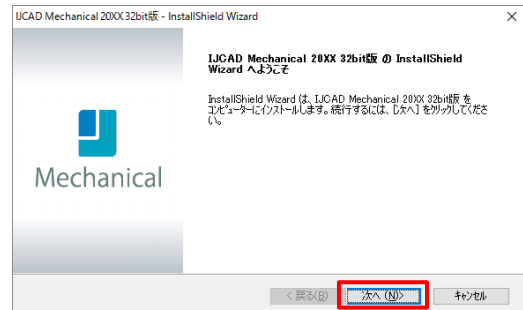 IJCAD Mechanical 20XX 32bit版 - InstallShield Wizard
IJCAD Mechanical 20XX 32bit版 の InstallShield
Wizard へようこそ
InstallShield Wizard は、IJCAD Mechanical 20XX 32bit版 を
コンピューターにインストールします。続行するには、[次へ] をクリックしてくださ
い。
Mechanical
< 戻る(B)
次へ (N)>
キャンセル